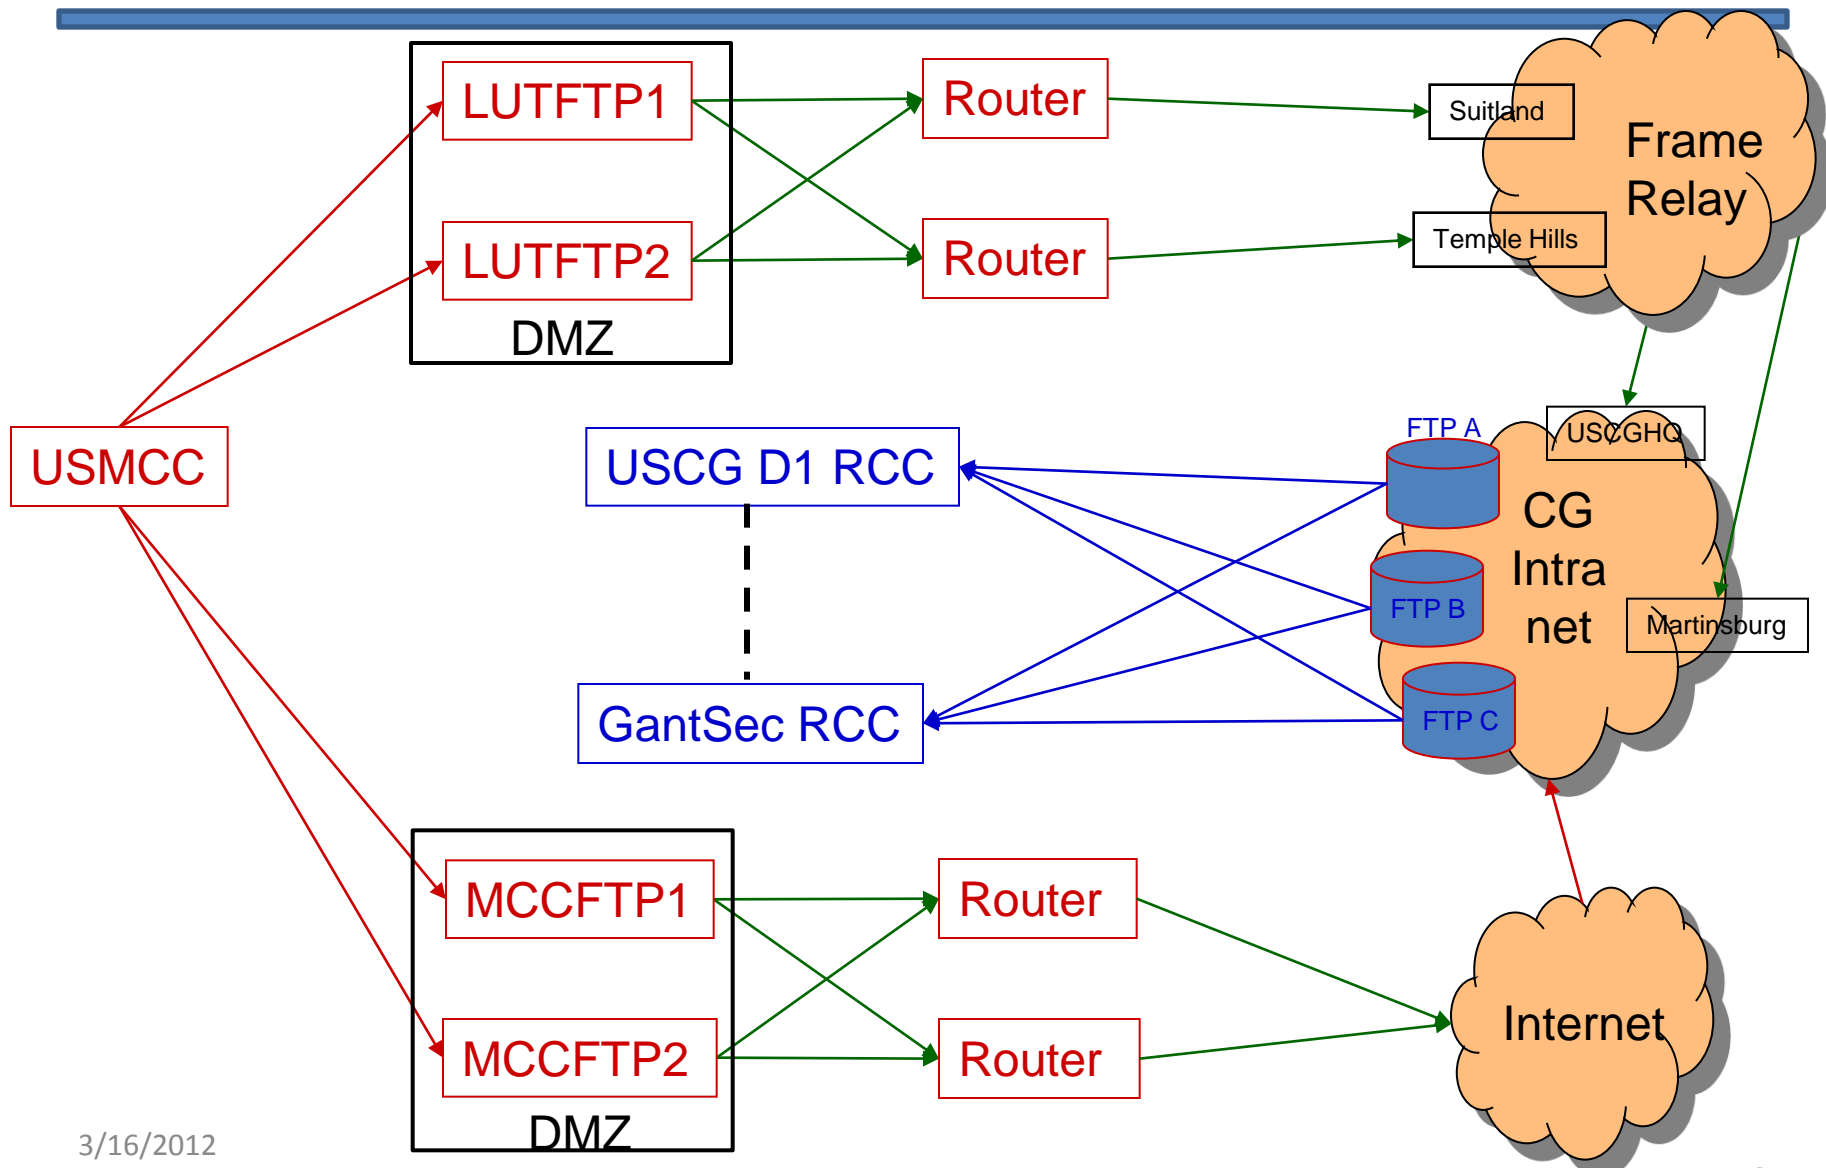 LUTFTP1
Router
Suitland
Frame
Relay
LUTFTP2
Router
Temple Hills
DMZ
USMCC
USCG D1 RCC
FTP A
USCGHQ
CG
Intra
net
FTP B
Martinsburg
GantSec RCC
FTP C
MCCFTP1
Router
Internet
MCCFTP2
Router
DMZ
3/16/2012